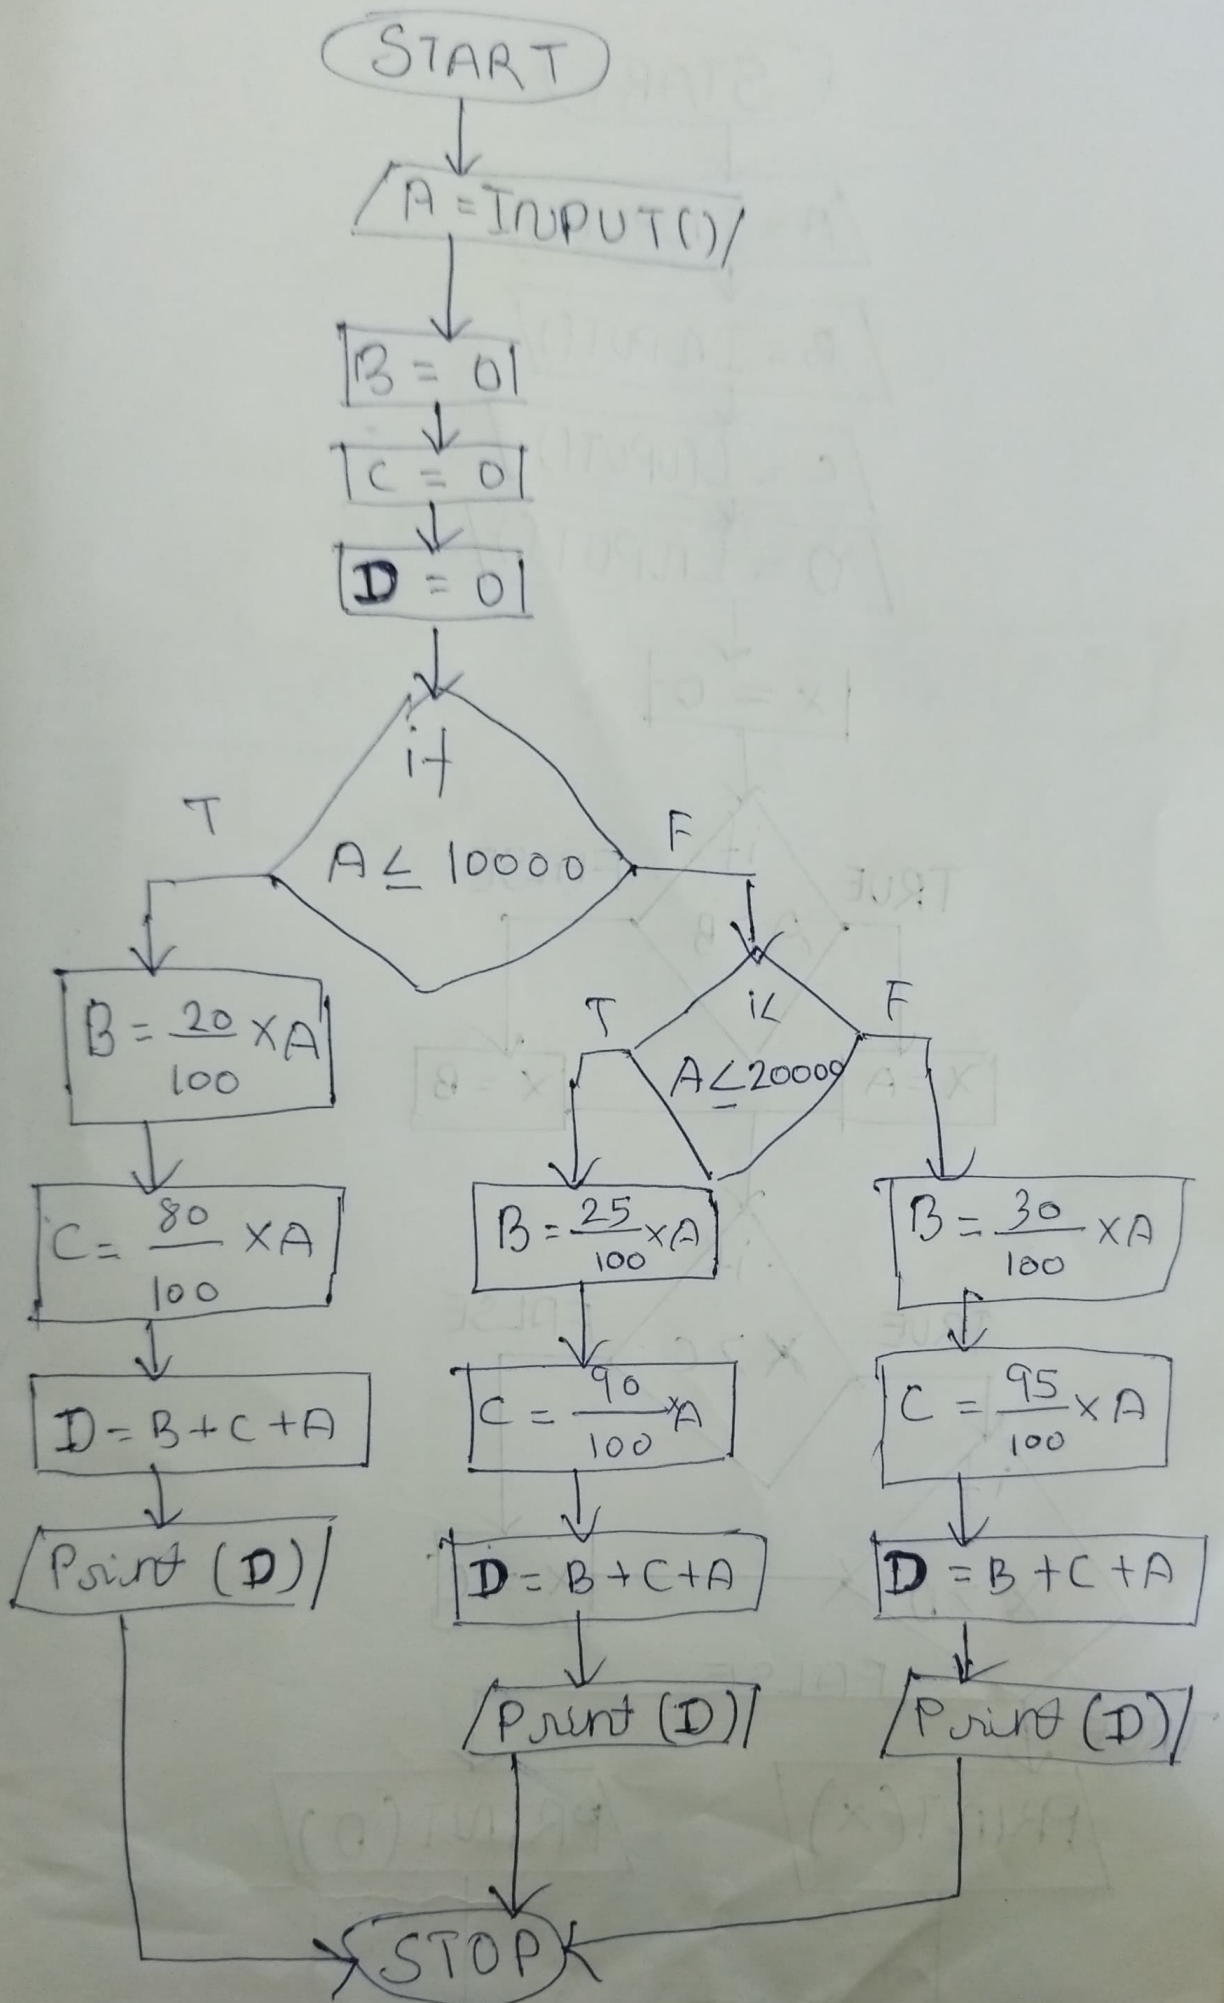 START
A = INPUT()
B = 0
C = 0
D = 0
if
A ≤ 10000
T
F
B = 20/100 × A
C = 80/100 × A
D = B + C + A
Print (D)
if
A ≤ 20000
T
F
B = 25/100 × A
C = 90/100 × A
D = B + C + A
Print (D)
B = 30/100 × A
C = 95/100 × A
D = B + C + A
Print (D)
STOP